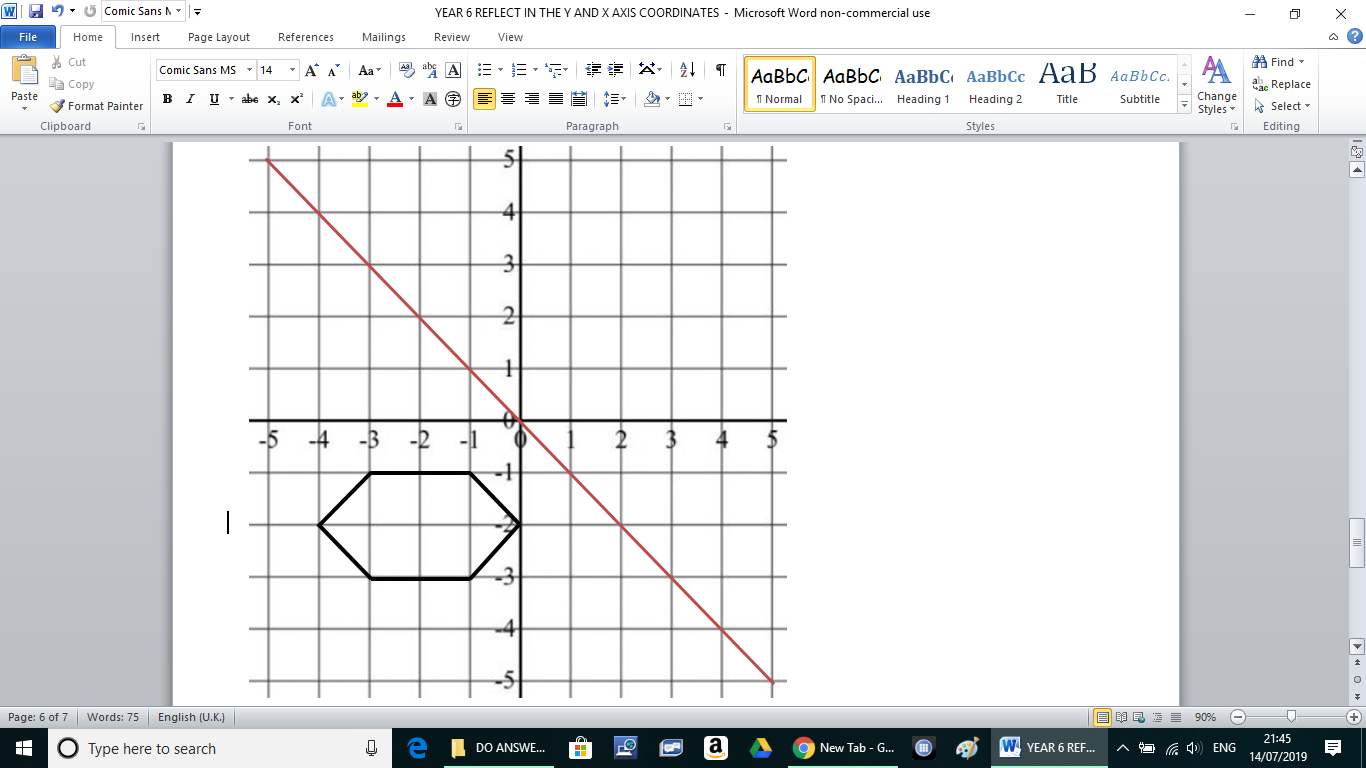 Comic Sans M
YEAR 6 REFLECT IN THE Y AND X AXIS COORDINATES - Microsoft Word non-commercial use
File Home Insert Page Layout References Mailings Review View
Paste
Cut
Copy
Format Painter
Clipboard
Comic Sans MS 14
Font
Paragraph
AaBbC AaBbC AaBbC AaBbCc AaB AaBbCc.
¶ Normal ¶ No Spaci... Heading 1 Heading 2 Title Subtitle
Change Styles
Styles
Find
Replace
Select
Editing
5
4
3
2
1
0
-5 -4 -3 -2 -1 0 1 2 3 4 5
-1
-2
-3
-4
-5
Page: 6 of 7 Words: 75 English (U.K.) 90%
Type here to search
DO ANSWE...
New Tab - G...
YEAR 6 REF...
ENG
21:45
14/07/2019